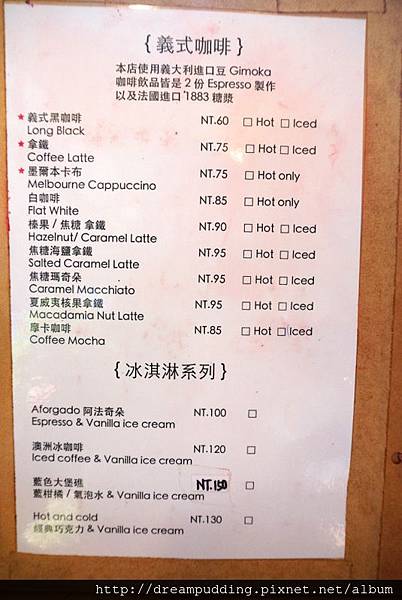 { 義式咖啡 }
本店使用義大利進口豆 Gimoka
咖啡飲品皆是 2 份 Espresso 製作
以及法國進口 1883 糖漿
★ 義式黑咖啡 NT.60 □ Hot □ Iced
Long Black
★ 拿鐵 NT.75 □ Hot □ Iced
Coffee Latte
★ 墨爾本卡布 NT.75 □ Hot only
Melbourne Cappuccino
白咖啡 NT.85 □ Hot only
Flat White
榛果 / 焦糖 拿鐵 NT.90 □ Hot □ Iced
Hazelnut/ Caramel Latte
焦糖海鹽拿鐵 NT.95 □ Hot □ Iced
Salted Caramel Latte
焦糖瑪奇朵 NT.95 □ Hot □ Iced
Caramel Macchiato
夏威夷核果拿鐵 NT.95 □ Hot □ Iced
Macadamia Nut Latte
摩卡咖啡 NT.85 □ Hot □ Iced
Coffee Mocha
{ 冰淇淋系列 }
Aforgado 阿法奇朵 NT.100 □
Espresso & Vanilla ice cream
澳洲冰咖啡 NT.120 □
Iced coffee & Vanilla ice cream
藍色大堡礁 NT.150 □
藍柑橘 / 氣泡水 & Vanilla ice cream
Hot and cold NT.130 □
經典巧克力 & Vanilla ice cream
http://dreampudding.pixnet.net/album